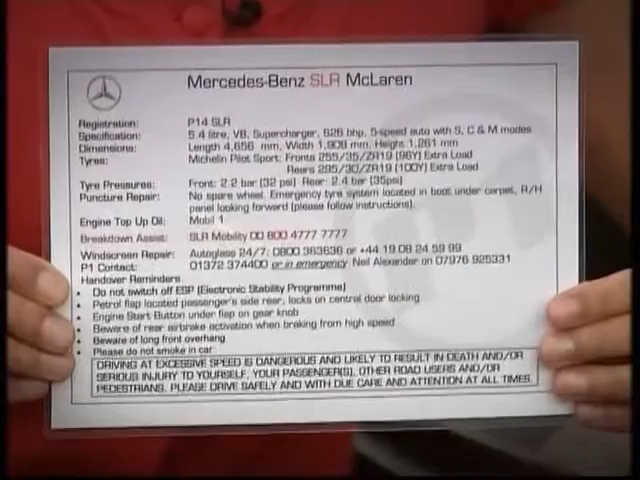 Mercedes-Benz SLR McLaren
Registration: P14 SLR
Specification: 5.4 litre, V8, Supercharger, 626 bhp, 5-speed auto with S, C & M modes
Dimensions: Length 4,656 mm, Width 1,908 mm, Height 1,261 mm
Tyres: Michelin Pilot Sport: Fronts 255/35/ZR19 (96Y) Extra Load
Rears 295/30/ZR19 (100Y) Extra Load
Tyre Pressures: Front: 2.2 bar (32 psi) Rear: 2.4 bar (35psi)
Puncture Repair: No spare wheel. Emergency tyre system located in boot under carpet, R/H
panel looking forward (please follow instructions).
Engine Top Up Oil: Mobil 1
Breakdown Assist: SLR Mobility 00 800 4777 7777
Windscreen Repair: Autoglass 24/7: 0800 363636 or +44 19 08 24 59 99
P1 Contact: 01372 374400 or in emergency Neil Alexander on 07976 925331
Handover Reminders
• Do not switch off ESP (Electronic Stability Programme)
• Petrol flap located passenger's side rear, locks on central door locking
• Engine Start Button under flap on gear knob
• Beware of rear airbrake activation when braking from high speed
• Beware of long front overhang
• Please do not smoke in car
DRIVING AT EXCESSIVE SPEED IS DANGEROUS AND LIKELY TO RESULT IN DEATH AND/OR
SERIOUS INJURY TO YOURSELF, YOUR PASSENGER(S), OTHER ROAD USERS AND/OR
PEDESTRIANS. PLEASE DRIVE SAFELY AND WITH DUE CARE AND ATTENTION AT ALL TIMES.